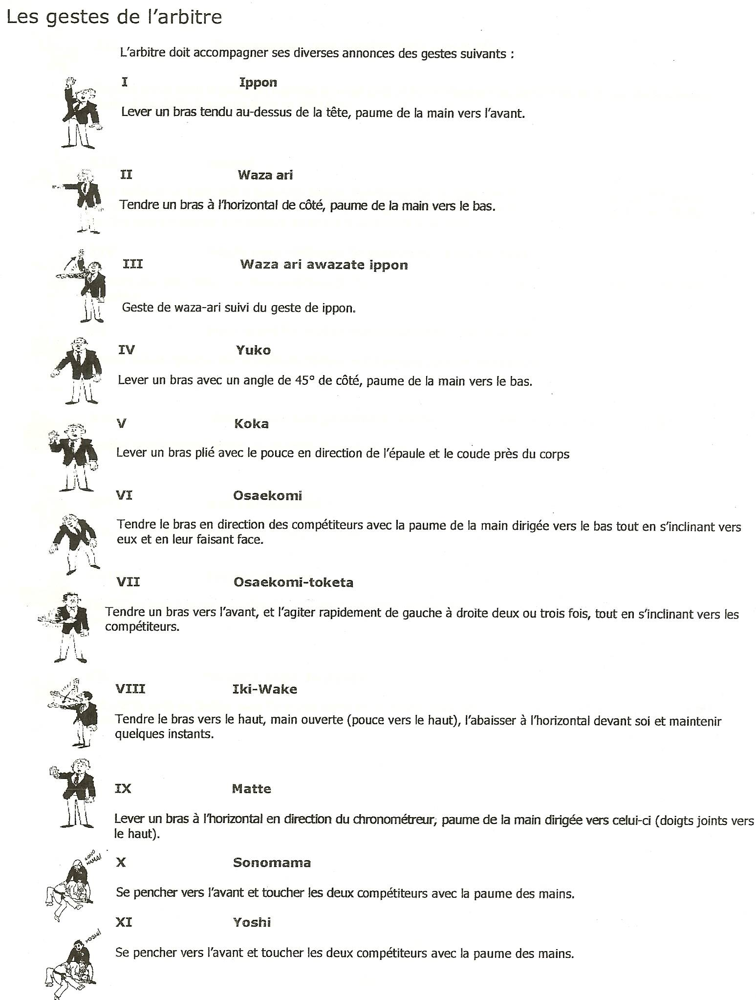 Les gestes de l'arbitre
L'arbitre doit accompagner ses diverses annonces des gestes suivants :
I Ippon
Lever un bras tendu au-dessus de la tête, paume de la main vers l'avant.
II Waza ari
Tendre un bras à l'horizontal de côté, paume de la main vers le bas.
III Waza ari awazate ippon
Geste de waza-ari suivi du geste de ippon.
IV Yuko
Lever un bras avec un angle de 45° de côté, paume de la main vers le bas.
V Koka
Lever un bras plié avec le pouce en direction de l'épaule et le coude près du corps
VI Osaekomi
Tendre le bras en direction des compétiteurs avec la paume de la main dirigée vers le bas tout en s'inclinant vers
eux et en leur faisant face.
VII Osaekomi-toketa
Tendre un bras vers l'avant, et l'agiter rapidement de gauche à droite deux ou trois fois, tout en s'inclinant vers les
compétiteurs.
VIII Iki-Wake
Tendre le bras vers le haut, main ouverte (pouce vers le haut), l'abaisser à l'horizontal devant soi et maintenir
quelques instants.
IX Matte
Lever un bras à l'horizontal en direction du chronométreur, paume de la main dirigée vers celui-ci (doigts joints vers
le haut).
SONO
MAMA!
X Sonomama
Se pencher vers l'avant et toucher les deux compétiteurs avec la paume des mains.
XI Yoshi
YOSHI!
Se pencher vers l'avant et toucher les deux compétiteurs avec la paume des mains.